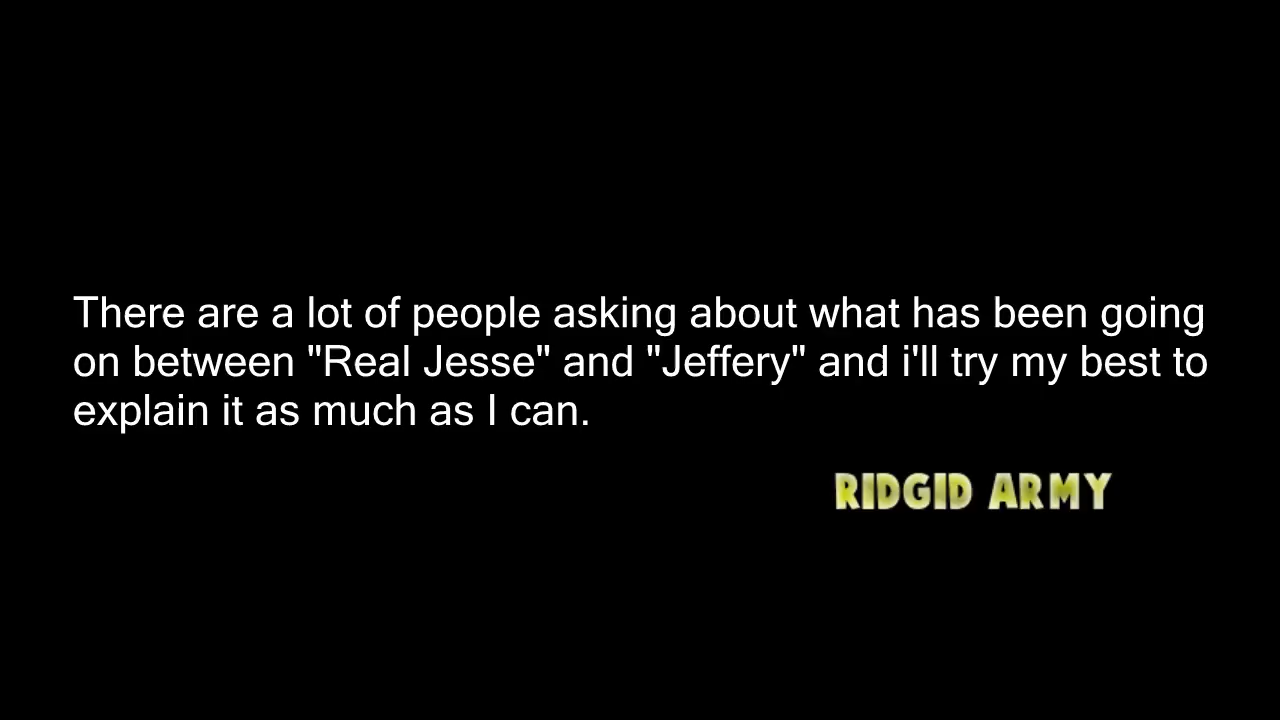 There are a lot of people asking about what has been going
on between "Real Jesse" and "Jeffery" and i'll try my best to
explain it as much as I can.
RIDGID ARMY